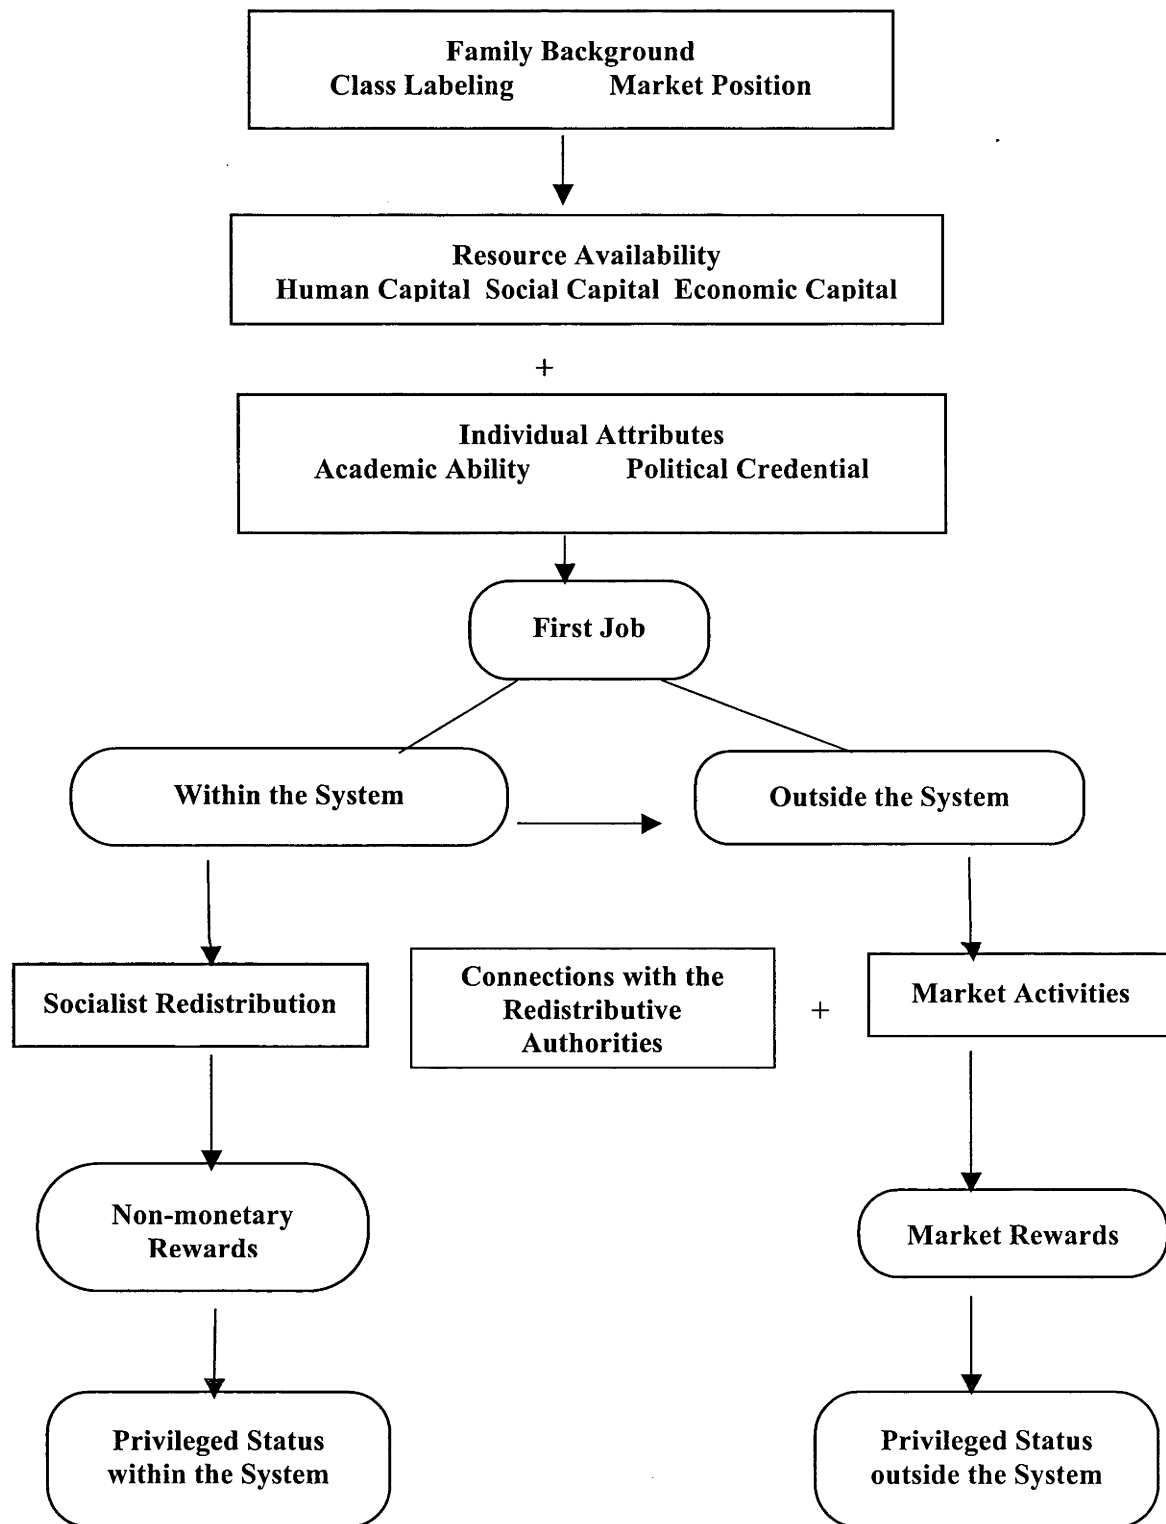 Family Background
Class Labeling Market Position
Resource Availability
Human Capital Social Capital Economic Capital
+
Individual Attributes
Academic Ability Political Credential
First Job
Within the System
Outside the System
Socialist Redistribution
Connections with the
Redistributive
Authorities
+
Market Activities
Non-monetary
Rewards
Market Rewards
Privileged Status
within the System
Privileged Status
outside the System